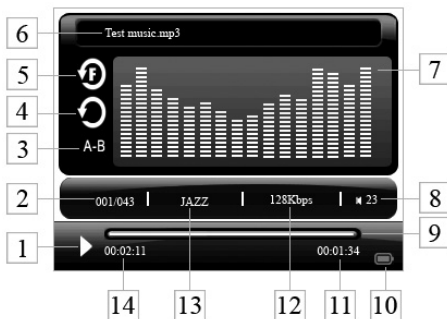 6 Test music.mp3
5 F 7
4
3 A-B
2 001/043 JAZZ 128Kbps 23 8
9
1 00:02:11 00:01:34
14 13 12 11 10